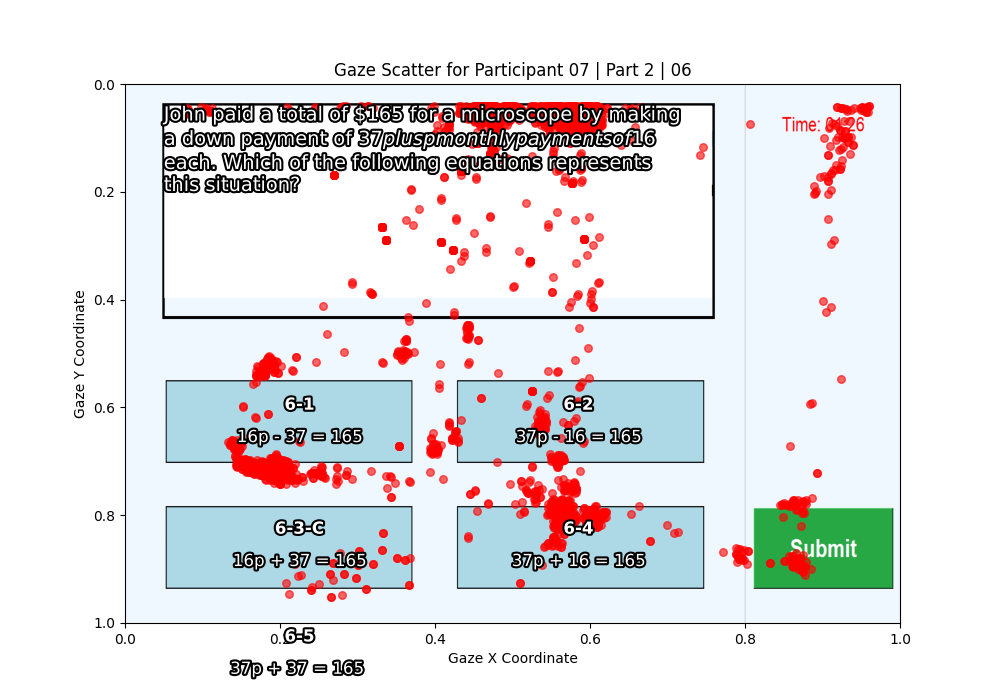 Gaze Scatter for Participant 07 | Part 2 | 06
John paid a total of $165 for a microscope by making
a down payment of 37pluspmonthlypaymentsof16
each. Which of the following equations represents
this situation?
Time: 26
0.0
0.2
0.4
0.6
0.8
1.0
Gaze Y Coordinate
6-1
16p - 37 = 165
6-2
37p - 16 = 165
6-3-C
16p + 37 = 165
6-4
37p + 16 = 165
Submit
0.0
0.2
0.4
0.6
0.8
1.0
6-5
37p + 37 = 165
Gaze X Coordinate